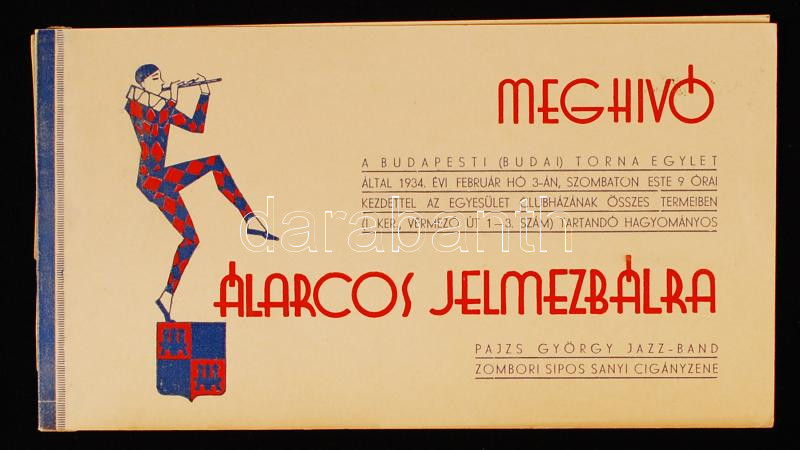 MEGHIVÓ
A BUDAPESTI (BUDAI) TORNA EGYLET
ÁLTAL 1934. ÉVI FEBRUÁR HÓ 3-ÁN, SZOMBATON ESTE 9 ÓRAI
KEZDETTEL AZ EGYESÜLET CLUBHÁZÁNAK ÖSSZES TERMEIBEN
(I. KER. VÉRMEZŐ ÚT 1—3. SZÁM) TARTANDÓ HAGYOMÁNYOS
darabanth
ÁLARCOS JELMEZBÁLRA
PAJZS GYÖRGY JAZZ-BAND
ZOMBORI SIPOS SANYI CIGÁNYZENE